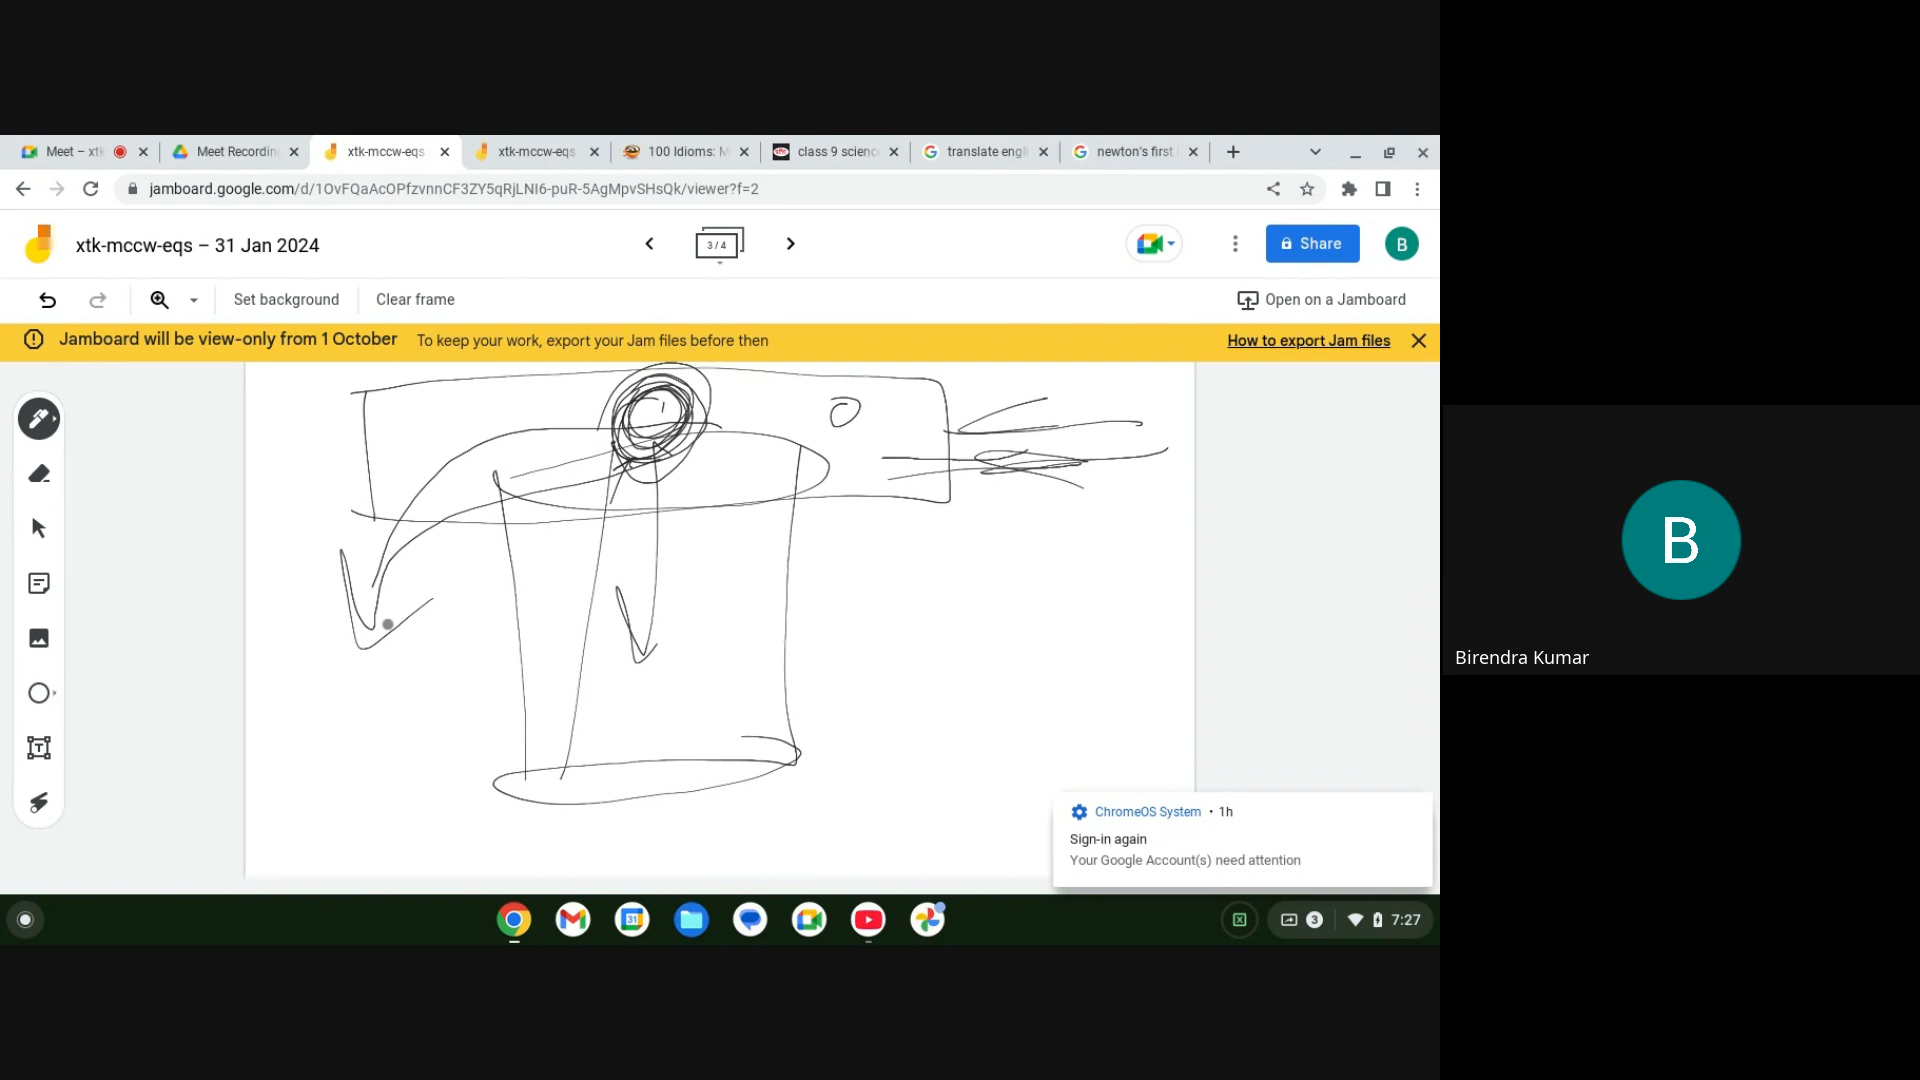 Meet – xtk
Meet Recordin
xtk-mccw-eqs
xtk-mccw-eqs
100 Idioms: M
class 9 science
translate engl
newton's first
jamboard.google.com/d/1OvFQaAcOPfzvnnCF3ZY5qRjLNI6-puR-5AgMpvSHsQk/viewer?f=2
xtk-mccw-eqs – 31 Jan 2024
3 / 4
Share
B
Set background
Clear frame
Open on a Jamboard
Jamboard will be view-only from 1 October To keep your work, export your Jam files before then
How to export Jam files
B
Birendra Kumar
ChromeOS System • 1h
Sign-in again
Your Google Account(s) need attention
31
3
7:27